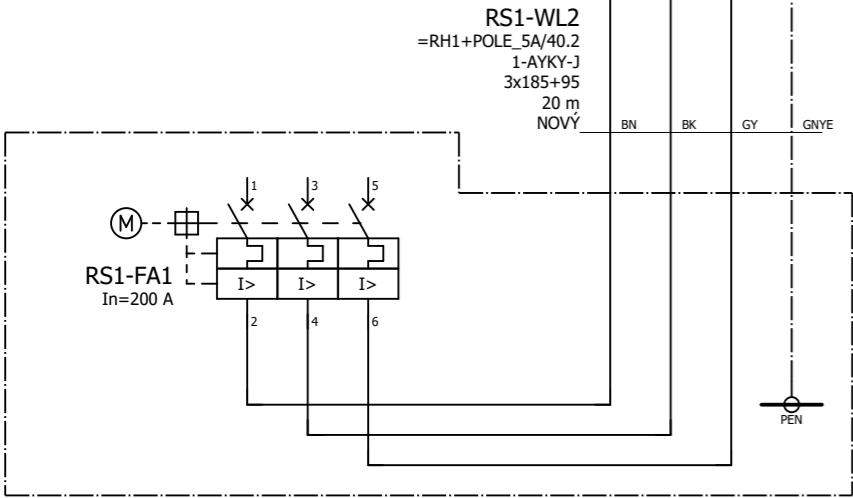 RS1-WL2
=RH1+POLE_5A/40.2
1-AYKY-J
3x185+95
20 m
NOVÝ
BN BK GY GNYE
1 3 5
M
RS1-FA1
In=200 A
I> I> I>
2 4 6
PEN